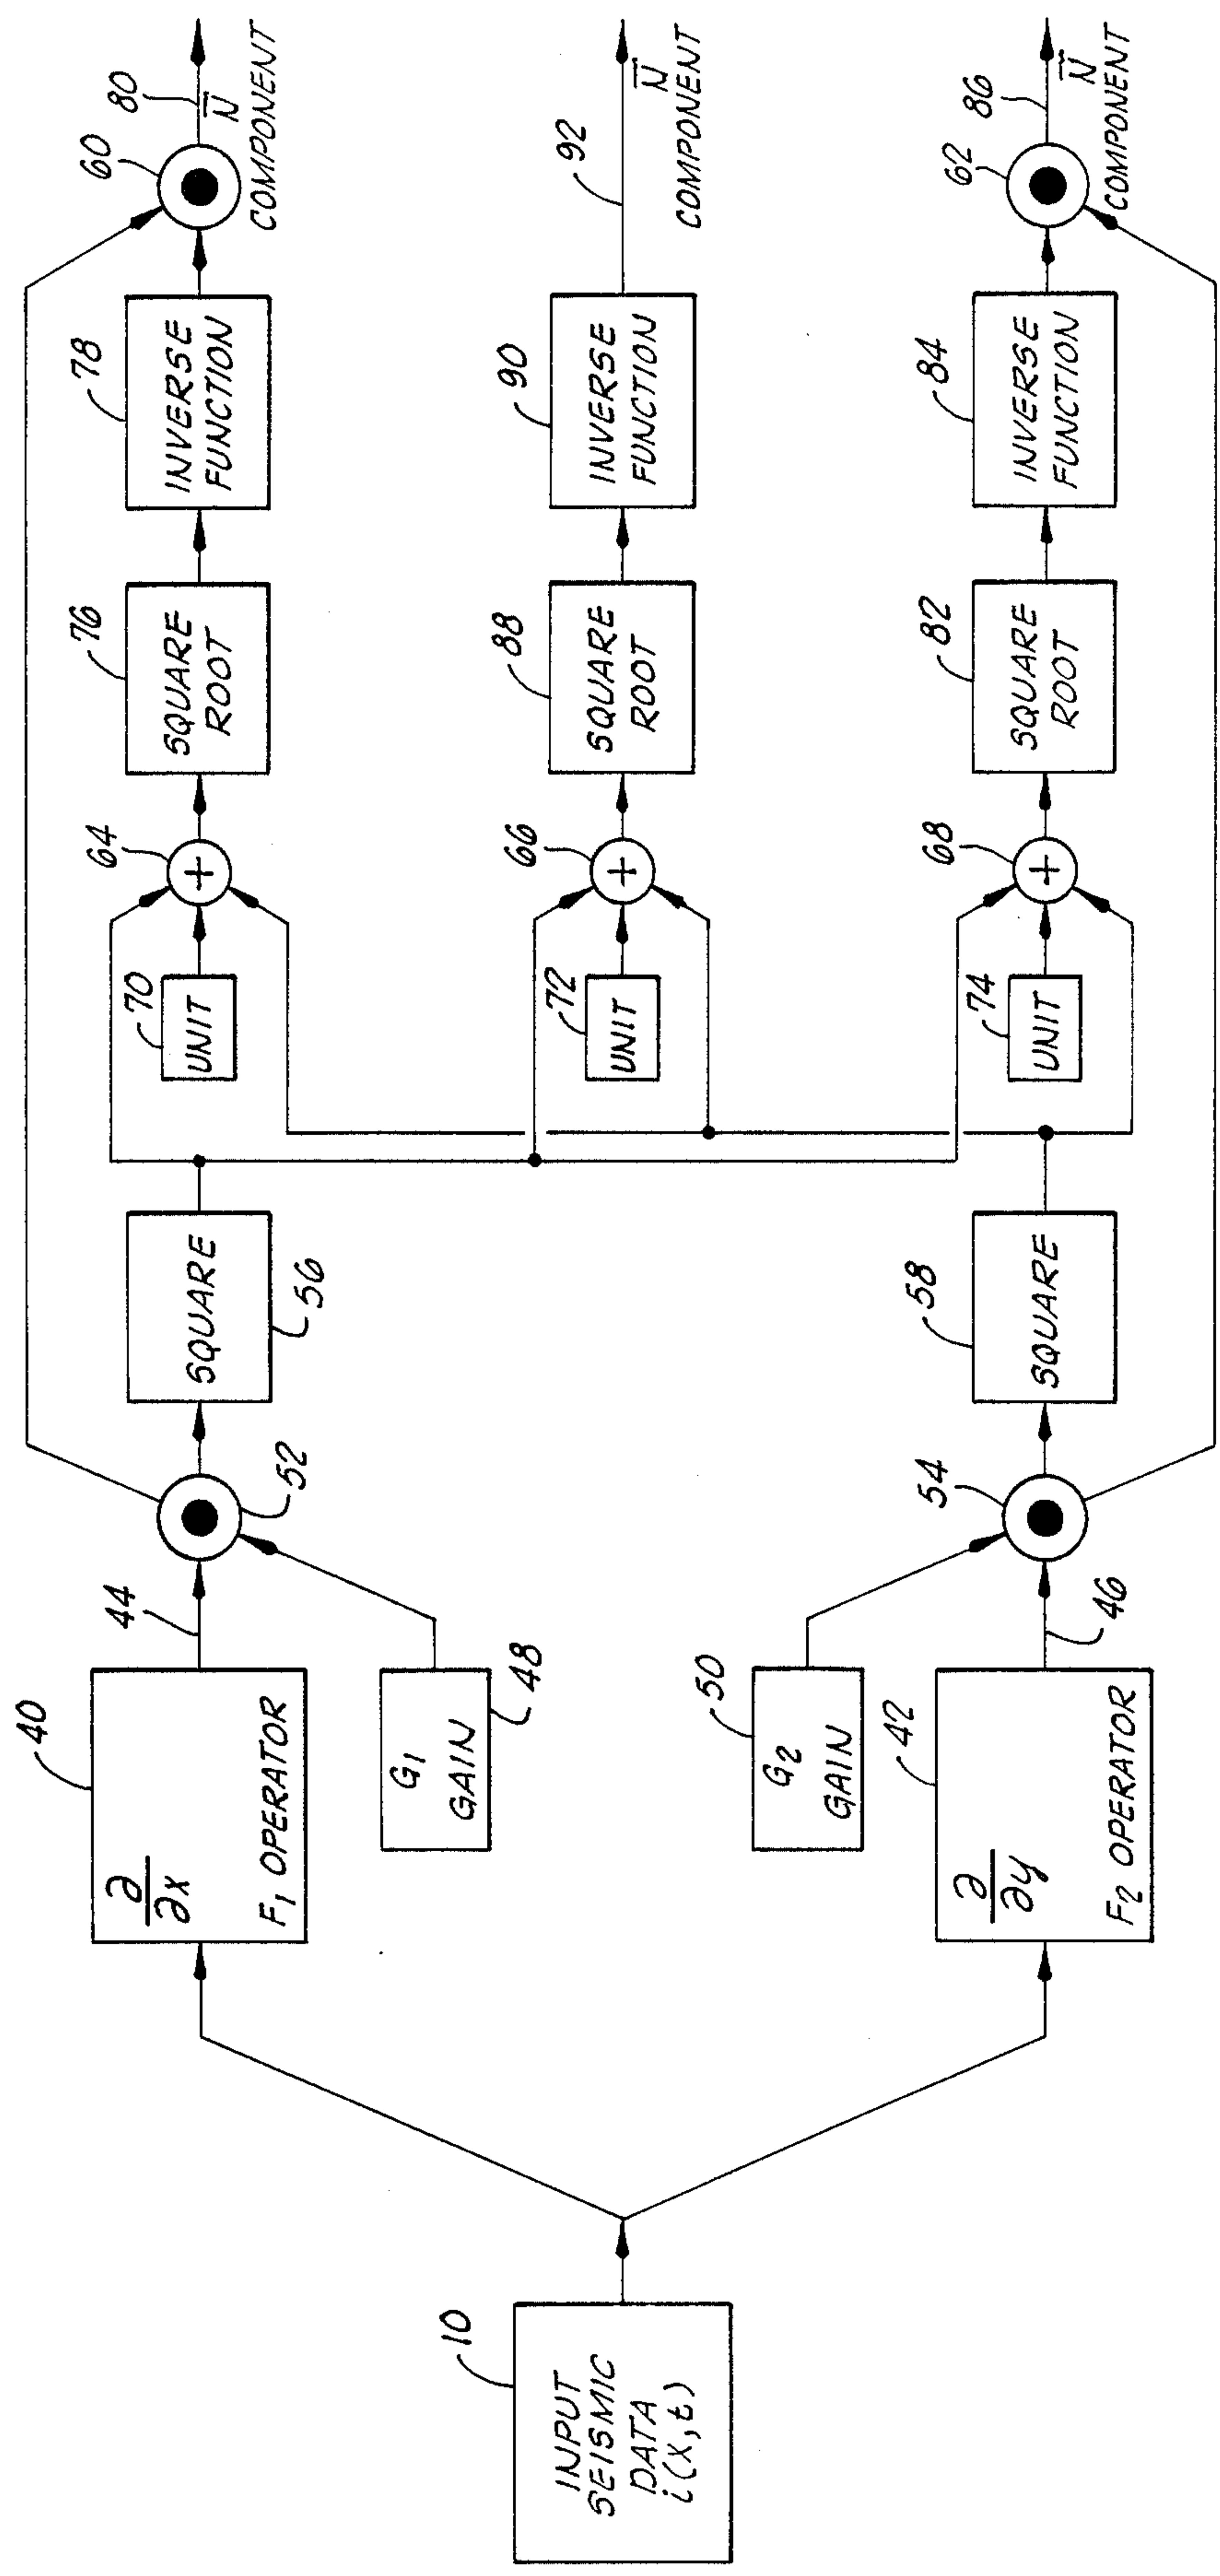 10
INPUT
SEISMIC
DATA
i(x,t)
40
∂/∂x
F1 OPERATOR
44
G1
GAIN
48
52
SQUARE
56
70
UNIT
64
76
SQUARE
ROOT
78
INVERSE
FUNCTION
60
80
N̄
COMPONENT
72
UNIT
66
88
SQUARE
ROOT
90
INVERSE
FUNCTION
92
N̄
COMPONENT
50
G2
GAIN
42
∂/∂y
F2 OPERATOR
46
54
58
SQUARE
74
UNIT
68
82
SQUARE
ROOT
84
INVERSE
FUNCTION
62
86
N̄
COMPONENT